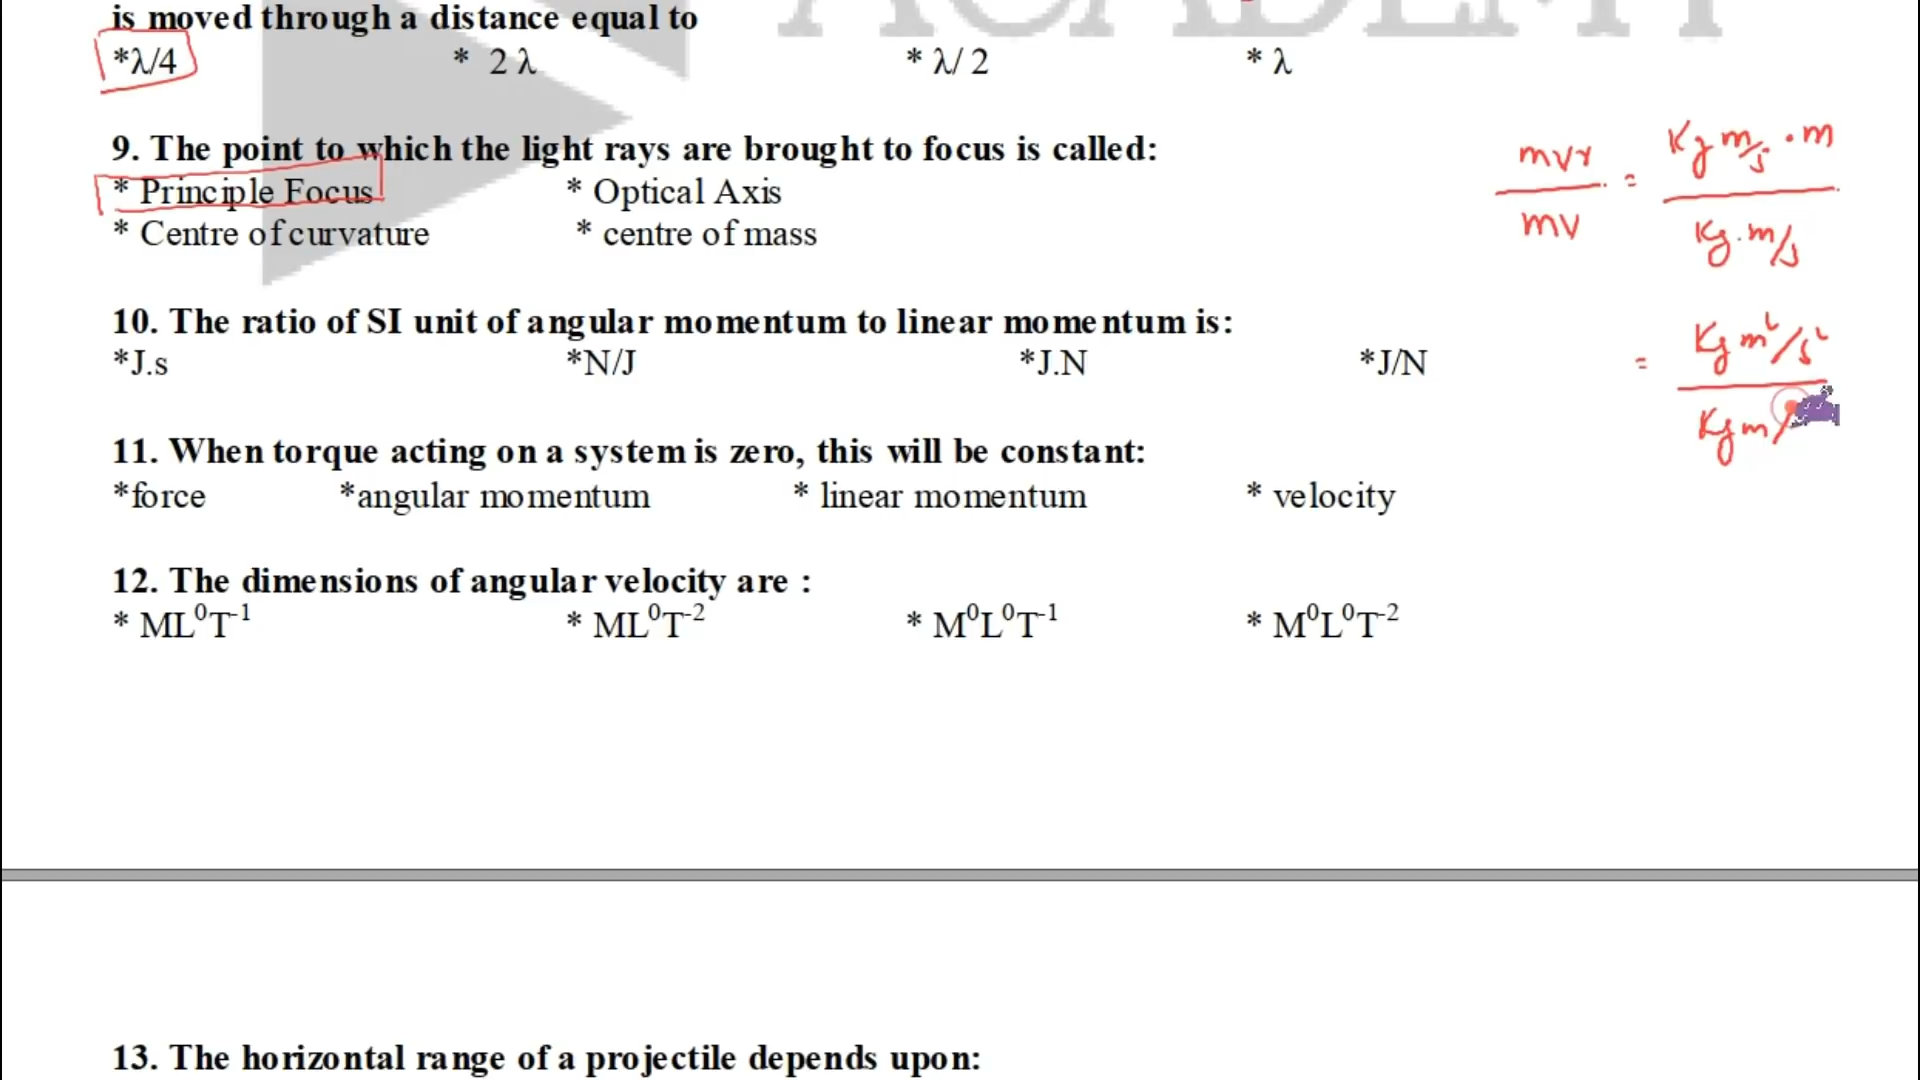 ACADEMY
is moved through a distance equal to
*λ/4 * 2 λ * λ/ 2 * λ
9. The point to which the light rays are brought to focus is called:
* Principle Focus * Optical Axis
* Centre of curvature * centre of mass
mvr / mv = Kg m/s · m / Kg · m/s
10. The ratio of SI unit of angular momentum to linear momentum is:
*J.s *N/J *J.N *J/N
= Kg m²/s² / Kg m/
11. When torque acting on a system is zero, this will be constant:
*force *angular momentum * linear momentum * velocity
12. The dimensions of angular velocity are :
* ML⁰T⁻¹ * ML⁰T⁻² * M⁰L⁰T⁻¹ * M⁰L⁰T⁻²
13. The horizontal range of a projectile depends upon: